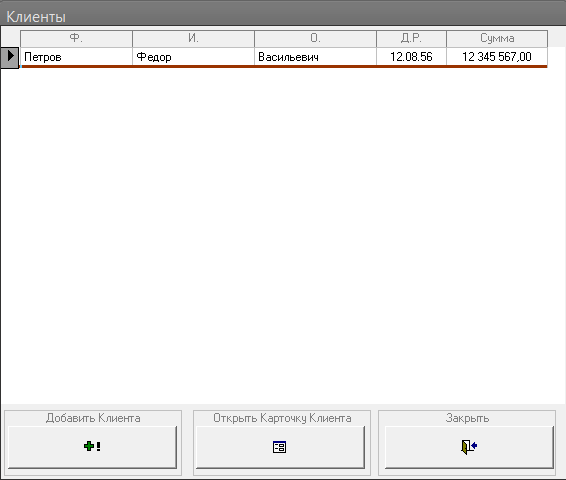 Клиенты
Ф. И. О. Д.Р. Сумма
Петров Федор Васильевич 12.08.56 12 345 567,00
Добавить Клиента Открыть Карточку Клиента Закрыть